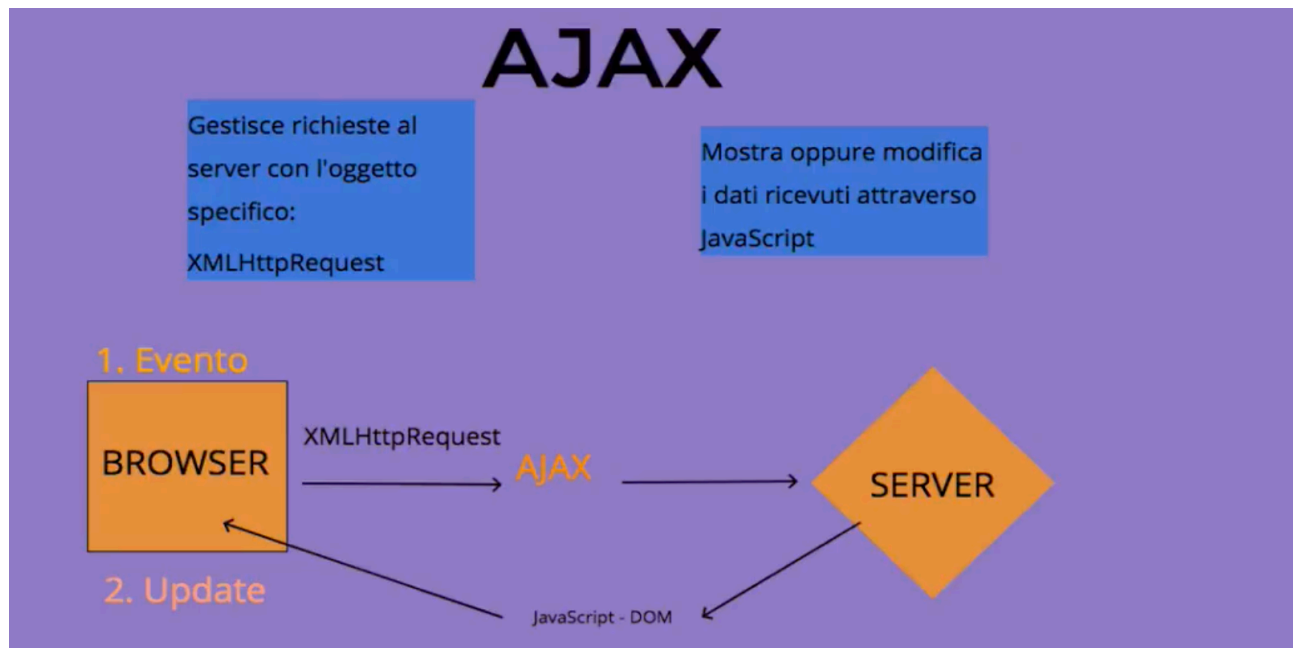 AJAX
Gestisce richieste al
server con l'oggetto
specifico:
XMLHttpRequest
Mostra oppure modifica
i dati ricevuti attraverso
JavaScript
1. Evento
BROWSER
XMLHttpRequest
AJAX
SERVER
2. Update
JavaScript - DOM